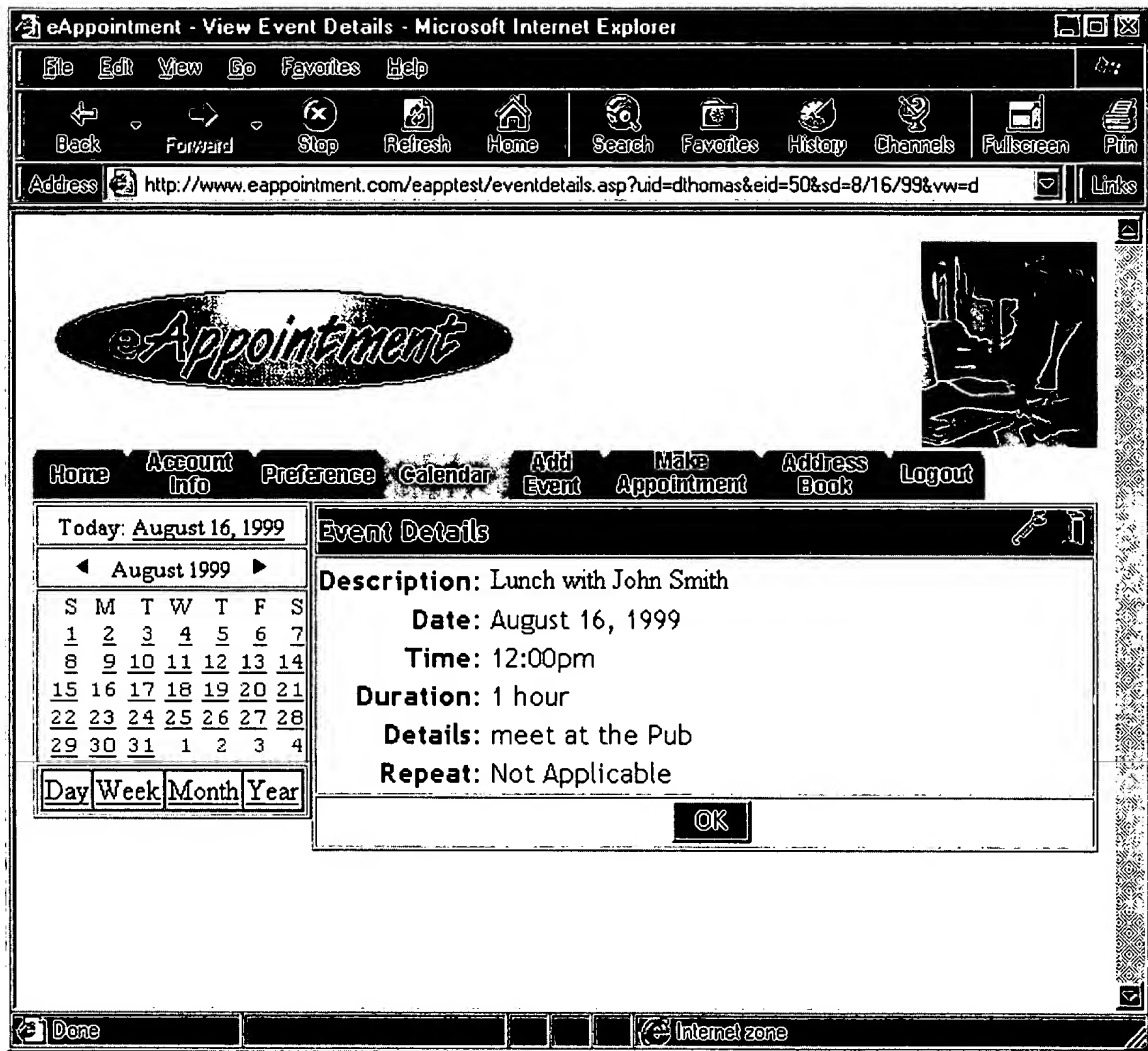 eAppointment - View Event Details - Microsoft Internet Explorer
File Edit View Go Favorites Help
Back Forward Stop Refresh Home Search Favorites History Channels Fullscreen Prin
Address http://www.eappointment.com/eapptest/eventdetails.asp?uid=dthomas&eid=50&sd=8/16/99&vw=d Links
eAppointment
Home Account Info Preference Calendar Add Event Make Appointment Address Book Logout
Today: August 16, 1999
August 1999
S M T W T F S
1 2 3 4 5 6 7
8 9 10 11 12 13 14
15 16 17 18 19 20 21
22 23 24 25 26 27 28
29 30 31 1 2 3 4
Day Week Month Year
Event Details
Description: Lunch with John Smith
Date: August 16, 1999
Time: 12:00pm
Duration: 1 hour
Details: meet at the Pub
Repeat: Not Applicable
OK
Done Internet zone